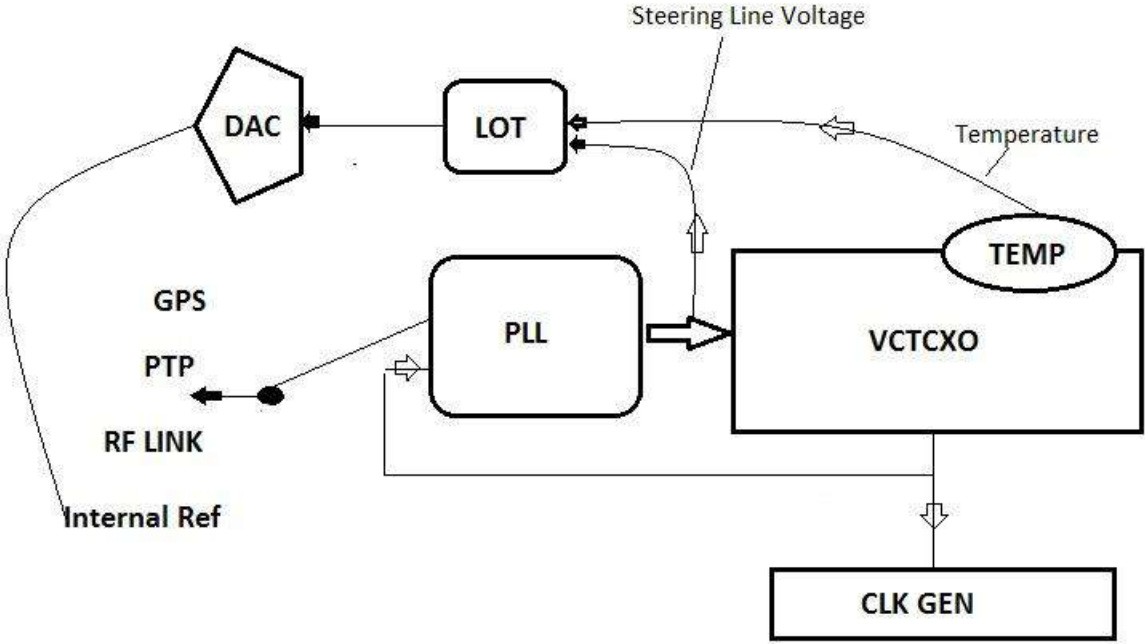 Steering Line Voltage
DAC
LOT
Temperature
TEMP
GPS
PLL
VCTCXO
PTP
RF LINK
Internal Ref
CLK GEN